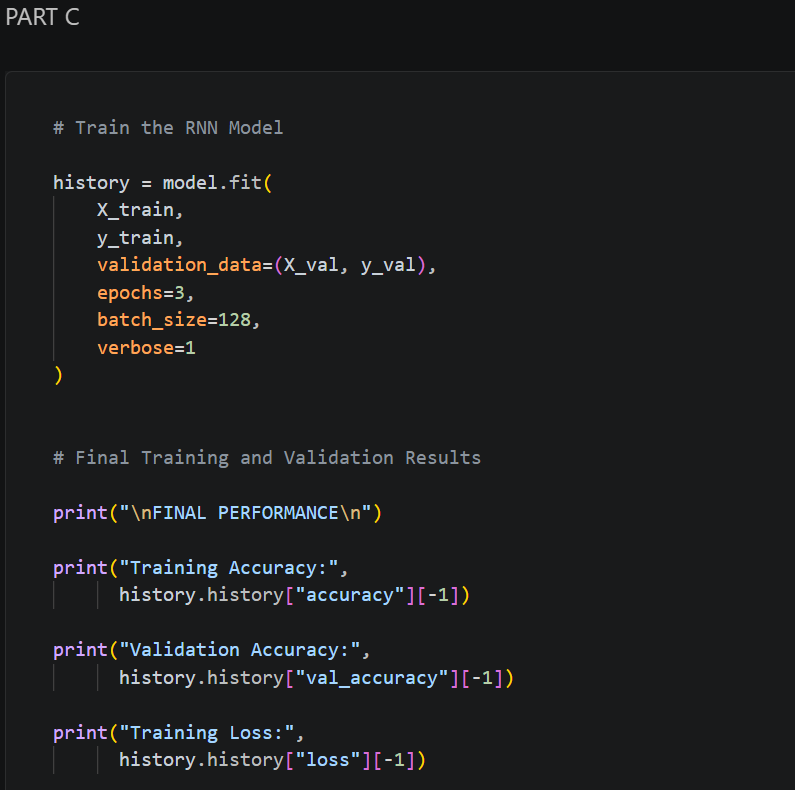 PART C
# Train the RNN Model
history = model.fit(
X_train,
y_train,
validation_data=(X_val, y_val),
epochs=3,
batch_size=128,
verbose=1
)
# Final Training and Validation Results
print("\nFINAL PERFORMANCE\n")
print("Training Accuracy:",
history.history["accuracy"][-1])
print("Validation Accuracy:",
history.history["val_accuracy"][-1])
print("Training Loss:",
history.history["loss"][-1])